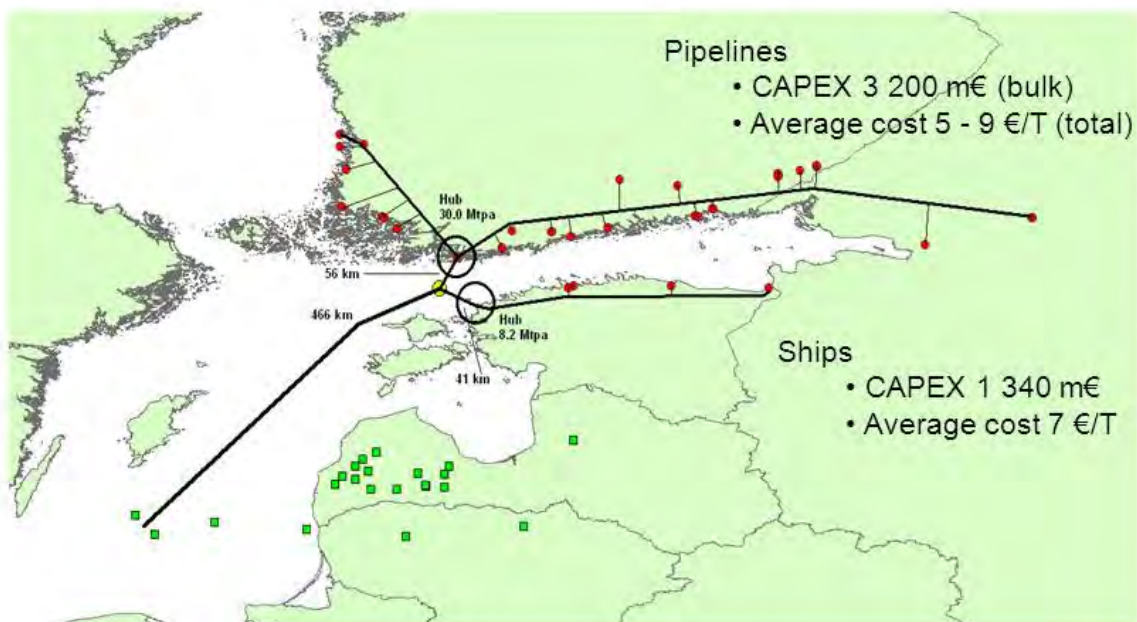 Pipelines
• CAPEX 3 200 m€ (bulk)
• Average cost 5 - 9 €/T (total)
Hub
30.0 Mtpa
56 km
466 km
Hub
8.2 Mtpa
41 km
Ships
• CAPEX 1 340 m€
• Average cost 7 €/T